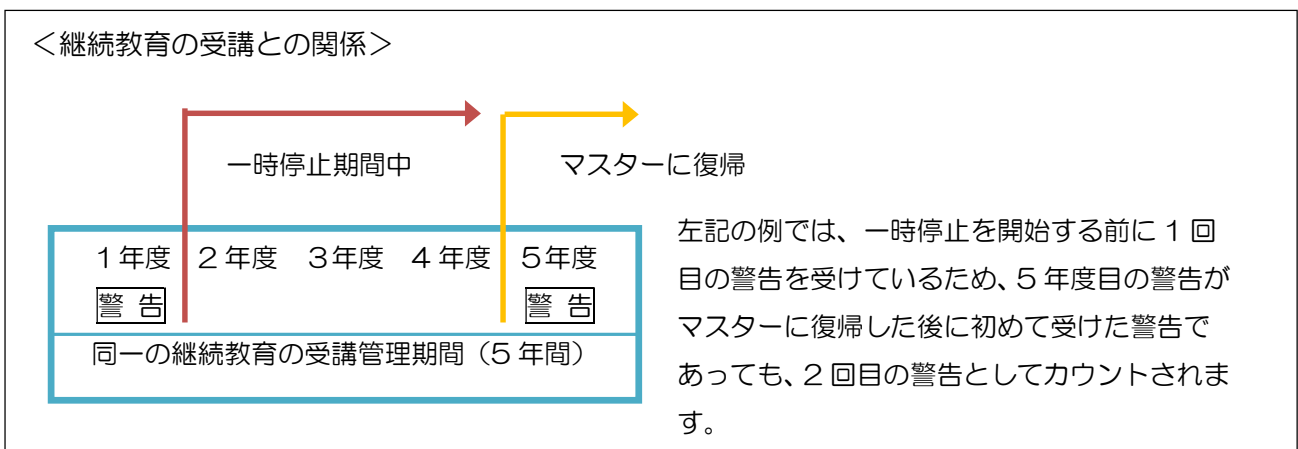 ＜継続教育の受講との関係＞
一時停止期間中
マスターに復帰
1年度 2年度 3年度 4年度 5年度
警告 警告
同一の継続教育の受講管理期間（5年間）
左記の例では、一時停止を開始する前に1回
目の警告を受けているため、5年度目の警告が
マスターに復帰した後に初めて受けた警告で
あっても、2回目の警告としてカウントされま
す。